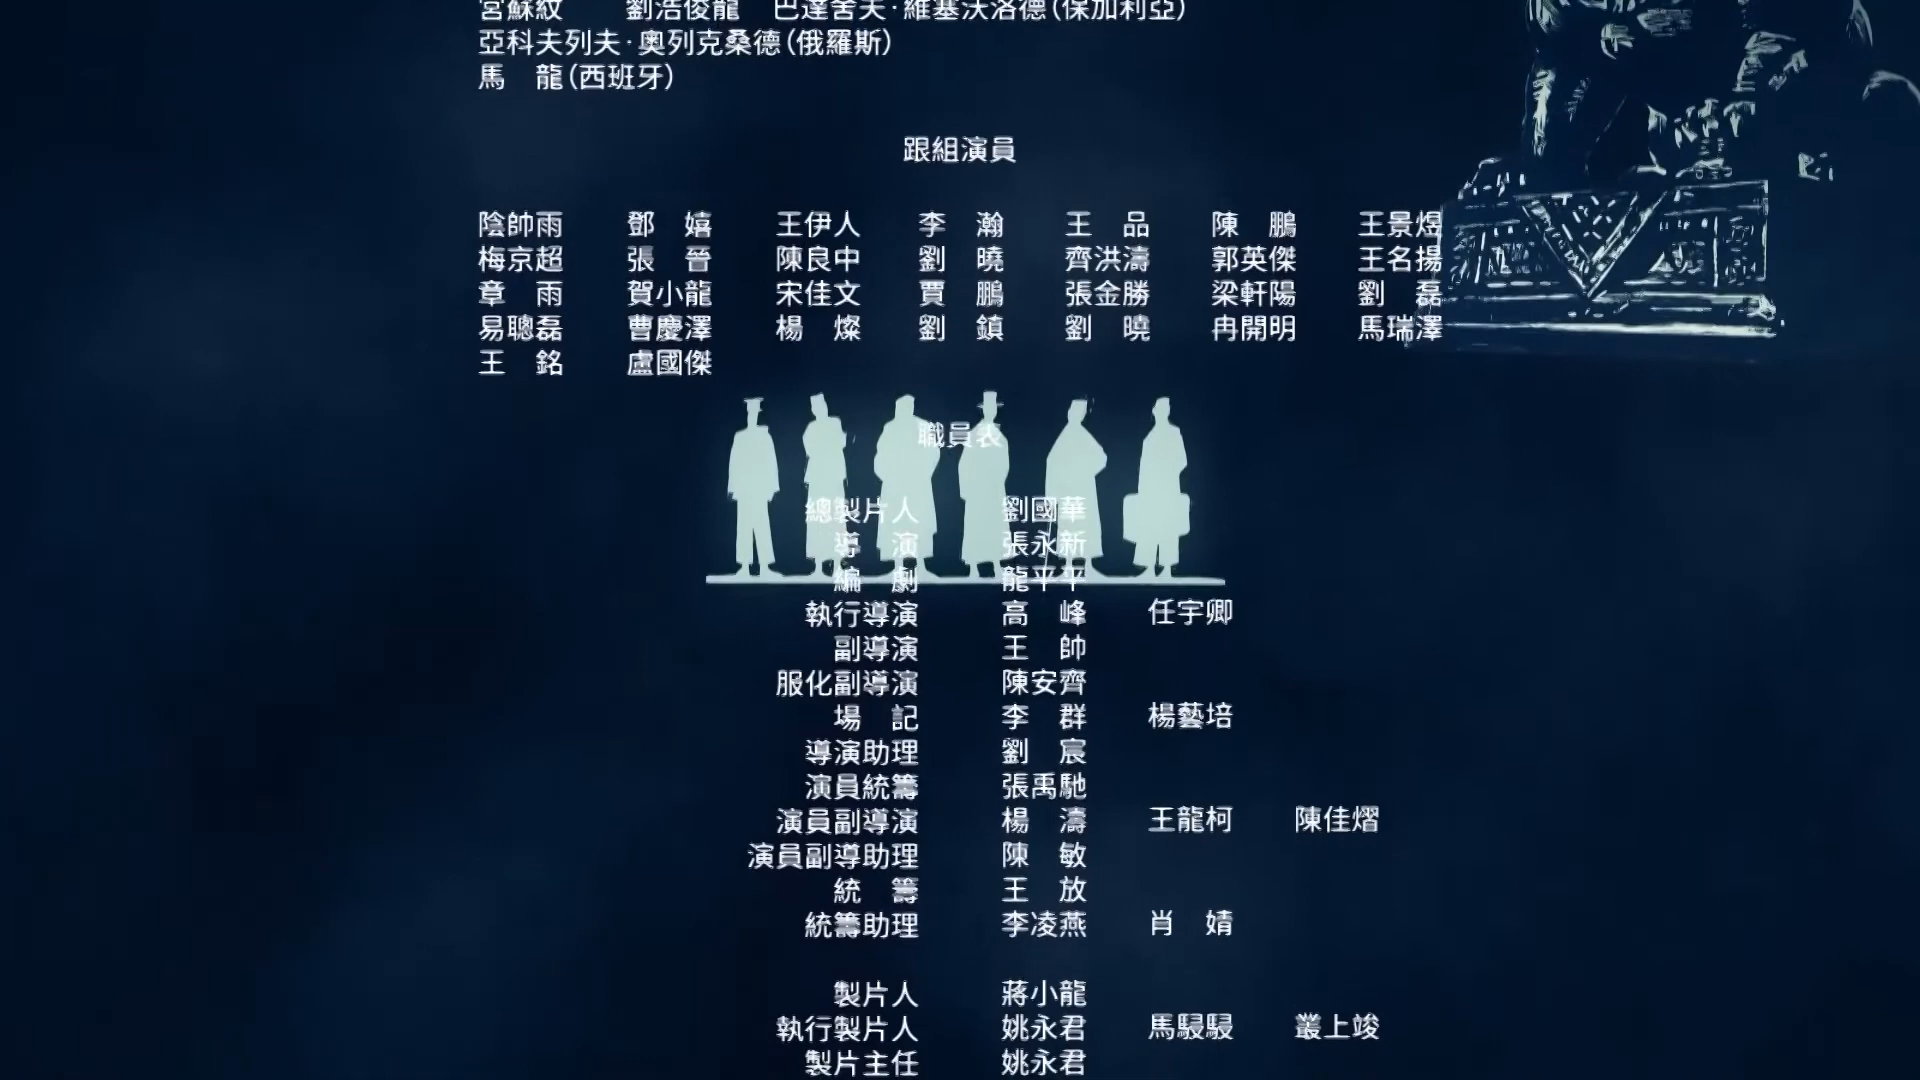 宮蘇紋 劉浩俊龍 巴達舍夫·維塞沃洛德(保加利亞)
亞科夫列夫·奧列克桑德(俄羅斯)
馬 龍(西班牙)
跟組演員
陰帥雨 鄧 嬉 王伊人 李 瀚 王 品 陳 鵬 王景煜
梅京超 張 晉 陳良中 劉 曉 齊洪濤 郭英傑 王名揚
章 雨 賀小龍 宋佳文 賈 鵬 張金勝 梁軒陽 劉 磊
易聰磊 曹慶澤 楊 燦 劉 鎮 劉 曉 冉開明 馬瑞澤
王 銘 盧國傑
職員表
總製片人 劉國華
導 演 張永新
編 劇 龍平平
執行導演 高 峰 任宇卿
副導演 王 帥
服化副導演 陳安齊
場 記 李 群 楊藝培
導演助理 劉 宸
演員統籌 張禹馳
演員副導演 楊 濤 王龍柯 陳佳熠
演員副導助理 陳 敏
統 籌 王 放
統籌助理 李凌燕 肖 婧
製片人 蔣小龍
執行製片人 姚永君 馬駸駸 叢上竣
製片主任 姚永君